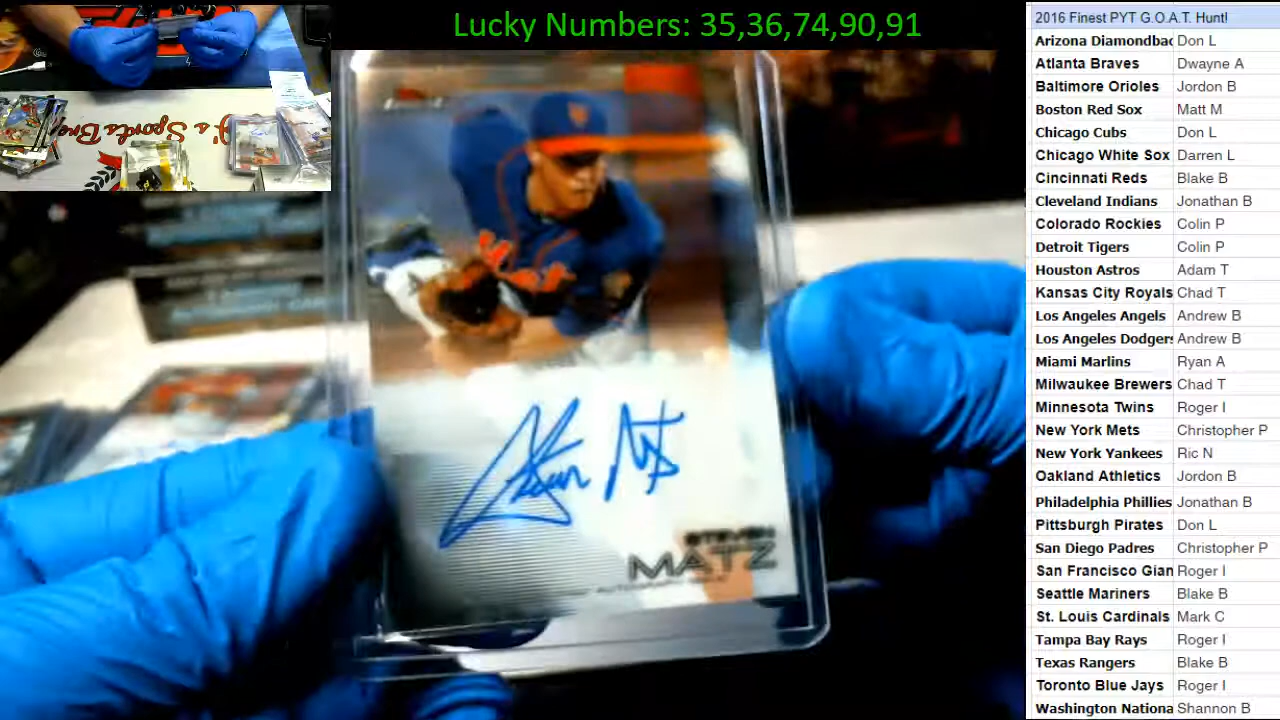 Lucky Numbers: 35,36,74,90,91
2016 Finest PYT G.O.A.T. Hunt!
Arizona Diamondbac Don L
Atlanta Braves Dwayne A
Baltimore Orioles Jordon B
Boston Red Sox Matt M
Chicago Cubs Don L
Chicago White Sox Darren L
Cincinnati Reds Blake B
Cleveland Indians Jonathan B
Colorado Rockies Colin P
Detroit Tigers Colin P
Houston Astros Adam T
Kansas City Royals Chad T
Los Angeles Angels Andrew B
Los Angeles Dodgers Andrew B
Miami Marlins Ryan A
Milwaukee Brewers Chad T
Minnesota Twins Roger I
New York Mets Christopher P
New York Yankees Ric N
Oakland Athletics Jordon B
Philadelphia Phillies Jonathan B
Pittsburgh Pirates Don L
San Diego Padres Christopher P
San Francisco Gian Roger I
Seattle Mariners Blake B
St. Louis Cardinals Mark C
Tampa Bay Rays Roger I
Texas Rangers Blake B
Toronto Blue Jays Roger I
Washington Nationa Shannon B
's Sports Bre
STEVEN
MATZ